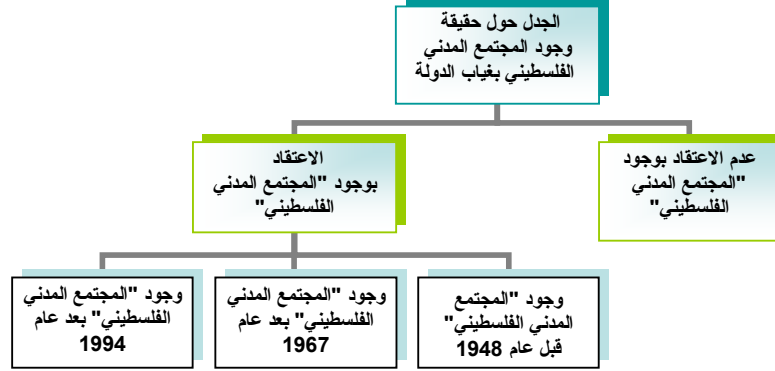 الجدل حول حقيقة
وجود المجتمع المدني
الفلسطيني بغياب الدولة
عدم الاعتقاد بوجود
"المجتمع المدني
الفلسطيني"
الاعتقاد
بوجود "المجتمع المدني
الفلسطيني"
وجود "المجتمع
المدني الفلسطيني"
قبل عام 1948
وجود "المجتمع المدني
الفلسطيني" بعد عام
1967
وجود "المجتمع المدني
الفلسطيني" بعد عام
1994